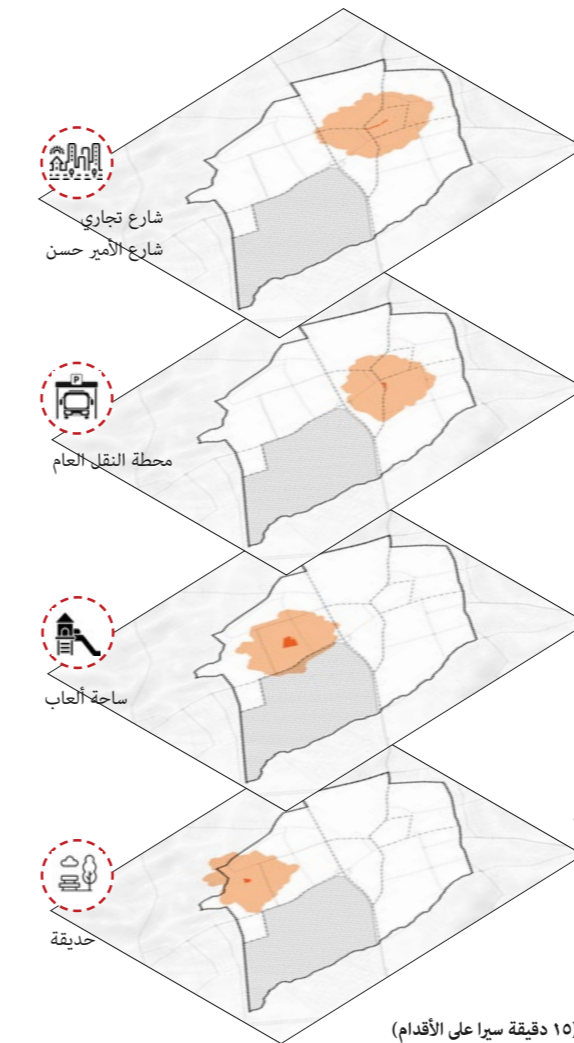 شارع تجاري
شارع الأمير حسن
P
محطة النقل العام
ساحة ألعاب
حديقة
(١٥ دقيقة سيرا على الأقدام)